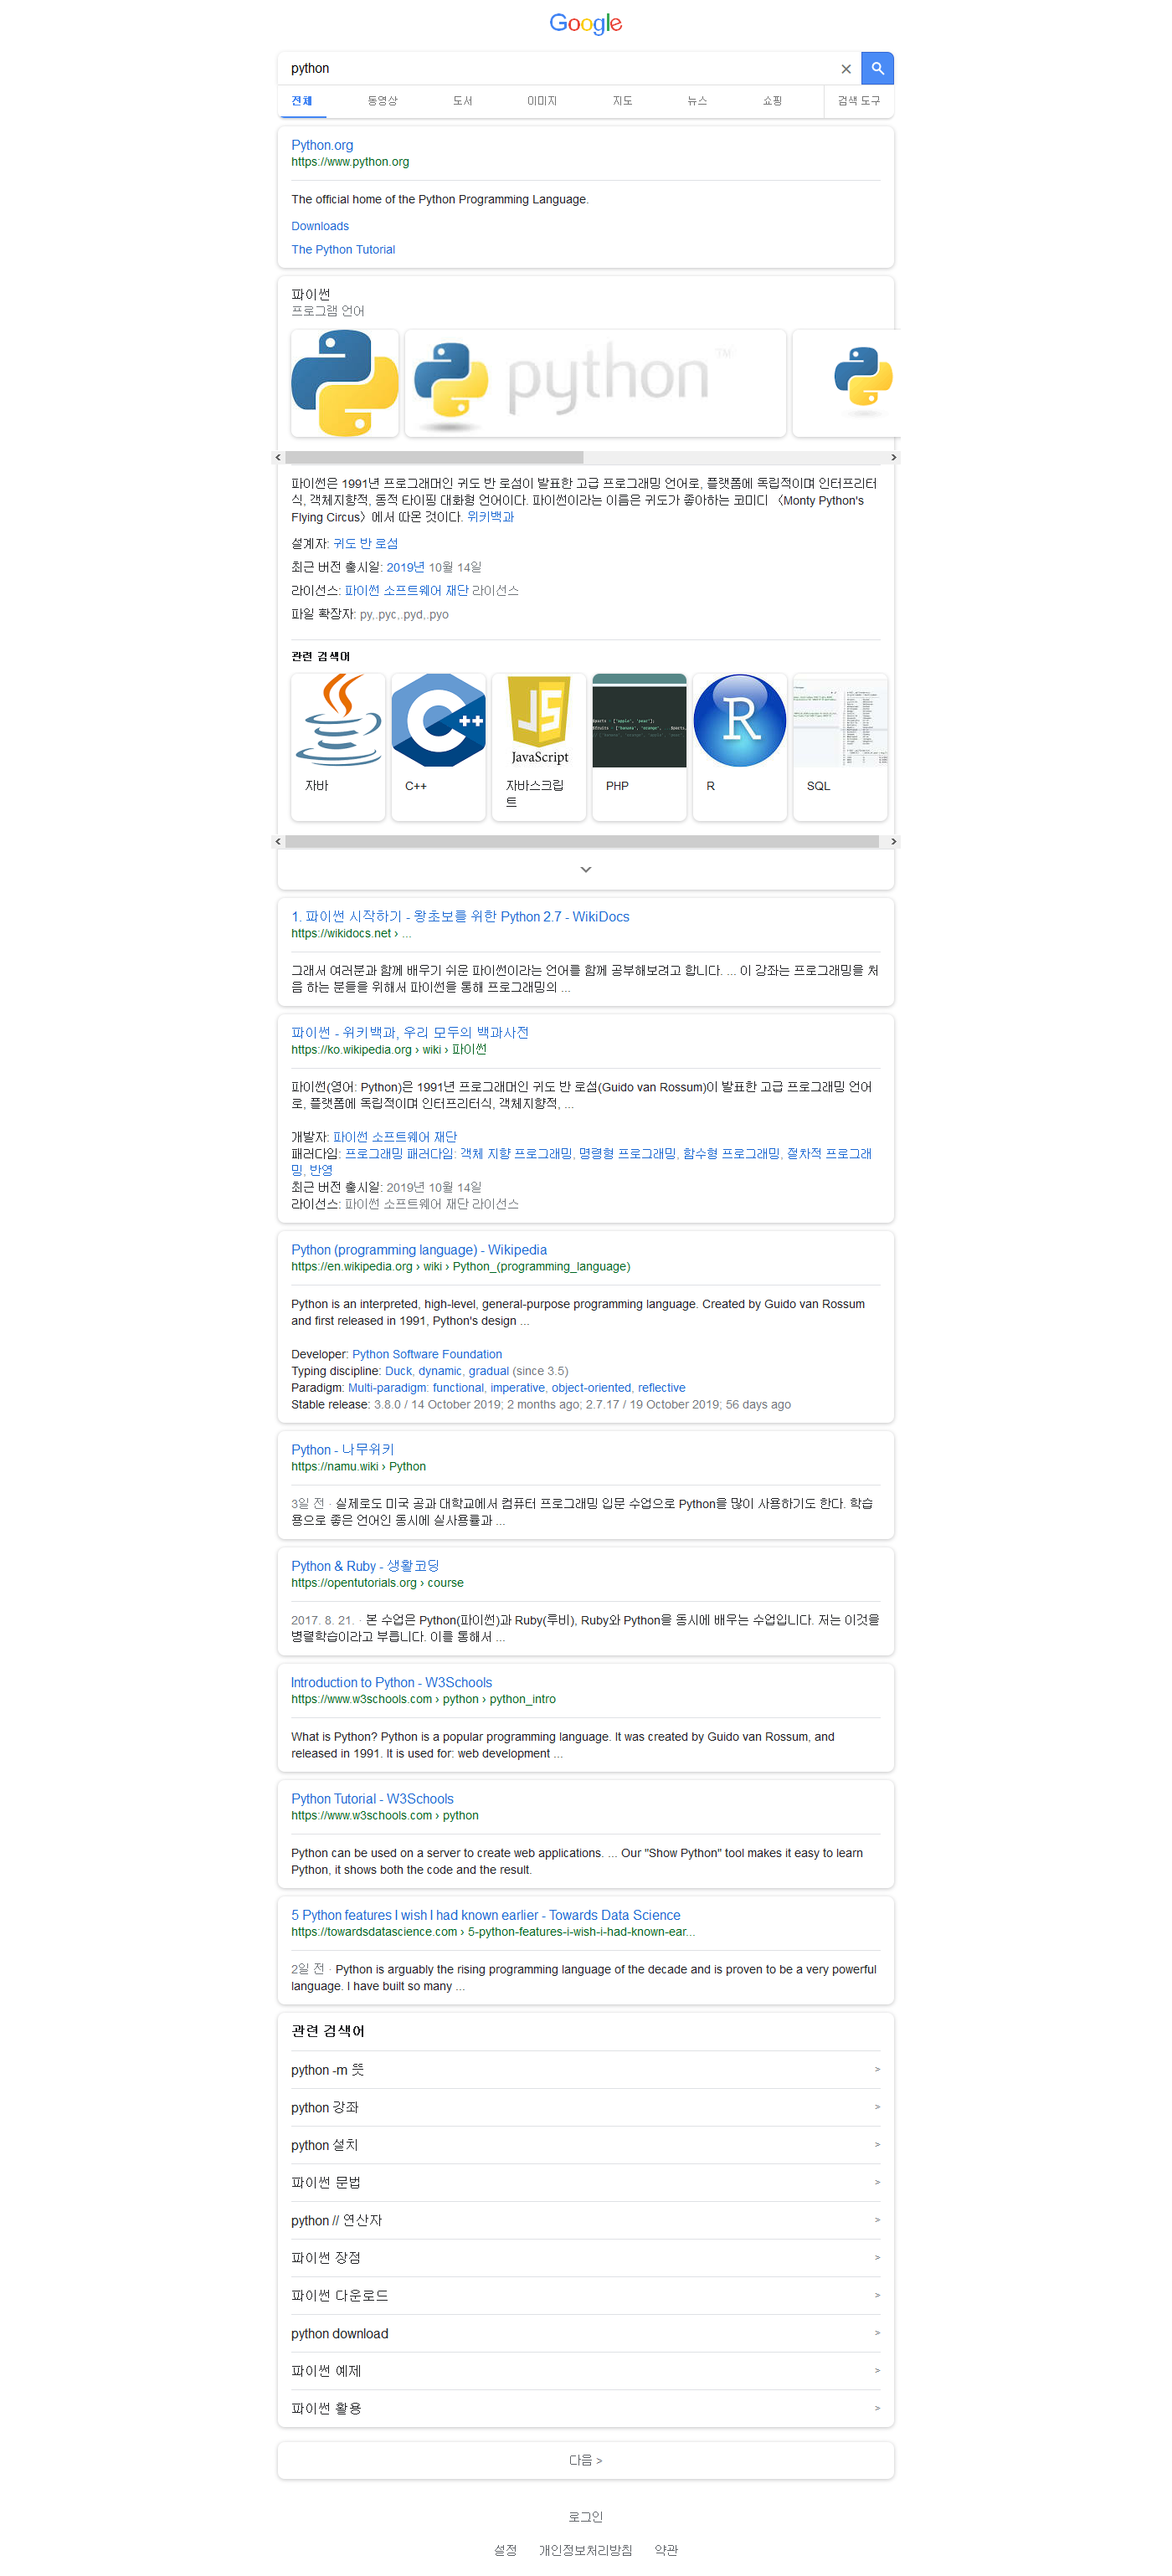 Google
python
전체 동영상 도서 이미지 지도 뉴스 쇼핑 검색 도구
Python.org
https://www.python.org
The official home of the Python Programming Language.
Downloads
The Python Tutorial
파이썬
프로그램 언어
python™
파이썬은 1991년 프로그래머인 귀도 반 로섬이 발표한 고급 프로그래밍 언어로, 플랫폼에 독립적이며 인터프리터
식, 객체지향적, 동적 타이핑 대화형 언어이다. 파이썬이라는 이름은 귀도가 좋아하는 코미디 〈Monty Python's
Flying Circus〉에서 따온 것이다. 위키백과
설계자: 귀도 반 로섬
최근 버전 출시일: 2019년 10월 14일
라이선스: 파이썬 소프트웨어 재단 라이선스
파일 확장자: py,.pyc,.pyd,.pyo
관련 검색어
C++
JS
JavaScript
R
자바
C++
자바스크립
트
PHP
R
SQL
1. 파이썬 시작하기 - 왕초보를 위한 Python 2.7 - WikiDocs
https://wikidocs.net › ...
그래서 여러분과 함께 배우기 쉬운 파이썬이라는 언어를 함께 공부해보려고 합니다. ... 이 강좌는 프로그래밍을 처
음 하는 분들을 위해서 파이썬을 통해 프로그래밍의 ...
파이썬 - 위키백과, 우리 모두의 백과사전
https://ko.wikipedia.org › wiki › 파이썬
파이썬(영어: Python)은 1991년 프로그래머인 귀도 반 로섬(Guido van Rossum)이 발표한 고급 프로그래밍 언어
로, 플랫폼에 독립적이며 인터프리터식, 객체지향적, ...
개발자: 파이썬 소프트웨어 재단
패러다임: 프로그래밍 패러다임: 객체 지향 프로그래밍, 명령형 프로그래밍, 함수형 프로그래밍, 절차적 프로그래
밍, 반영
최근 버전 출시일: 2019년 10월 14일
라이선스: 파이썬 소프트웨어 재단 라이선스
Python (programming language) - Wikipedia
https://en.wikipedia.org › wiki › Python_(programming_language)
Python is an interpreted, high-level, general-purpose programming language. Created by Guido van Rossum
and first released in 1991, Python's design ...
Developer: Python Software Foundation
Typing discipline: Duck, dynamic, gradual (since 3.5)
Paradigm: Multi-paradigm: functional, imperative, object-oriented, reflective
Stable release: 3.8.0 / 14 October 2019; 2 months ago; 2.7.17 / 19 October 2019; 56 days ago
Python - 나무위키
https://namu.wiki › Python
3일 전 · 실제로도 미국 공과 대학교에서 컴퓨터 프로그래밍 입문 수업으로 Python을 많이 사용하기도 한다. 학습
용으로 좋은 언어인 동시에 실사용률과 ...
Python & Ruby - 생활코딩
https://opentutorials.org › course
2017. 8. 21. · 본 수업은 Python(파이썬)과 Ruby(루비), Ruby와 Python을 동시에 배우는 수업입니다. 저는 이것을
병렬학습이라고 부릅니다. 이를 통해서 ...
Introduction to Python - W3Schools
https://www.w3schools.com › python › python_intro
What is Python? Python is a popular programming language. It was created by Guido van Rossum, and
released in 1991. It is used for: web development ...
Python Tutorial - W3Schools
https://www.w3schools.com › python
Python can be used on a server to create web applications. ... Our "Show Python" tool makes it easy to learn
Python, it shows both the code and the result.
5 Python features I wish I had known earlier - Towards Data Science
https://towardsdatascience.com › 5-python-features-i-wish-i-had-known-ear...
2일 전 · Python is arguably the rising programming language of the decade and is proven to be a very powerful
language. I have built so many ...
관련 검색어
python -m 뜻 >
python 강좌 >
python 설치 >
파이썬 문법 >
python // 연산자 >
파이썬 장점 >
파이썬 다운로드 >
python download >
파이썬 예제 >
파이썬 활용 >
다음 >
로그인
설정 개인정보처리방침 약관